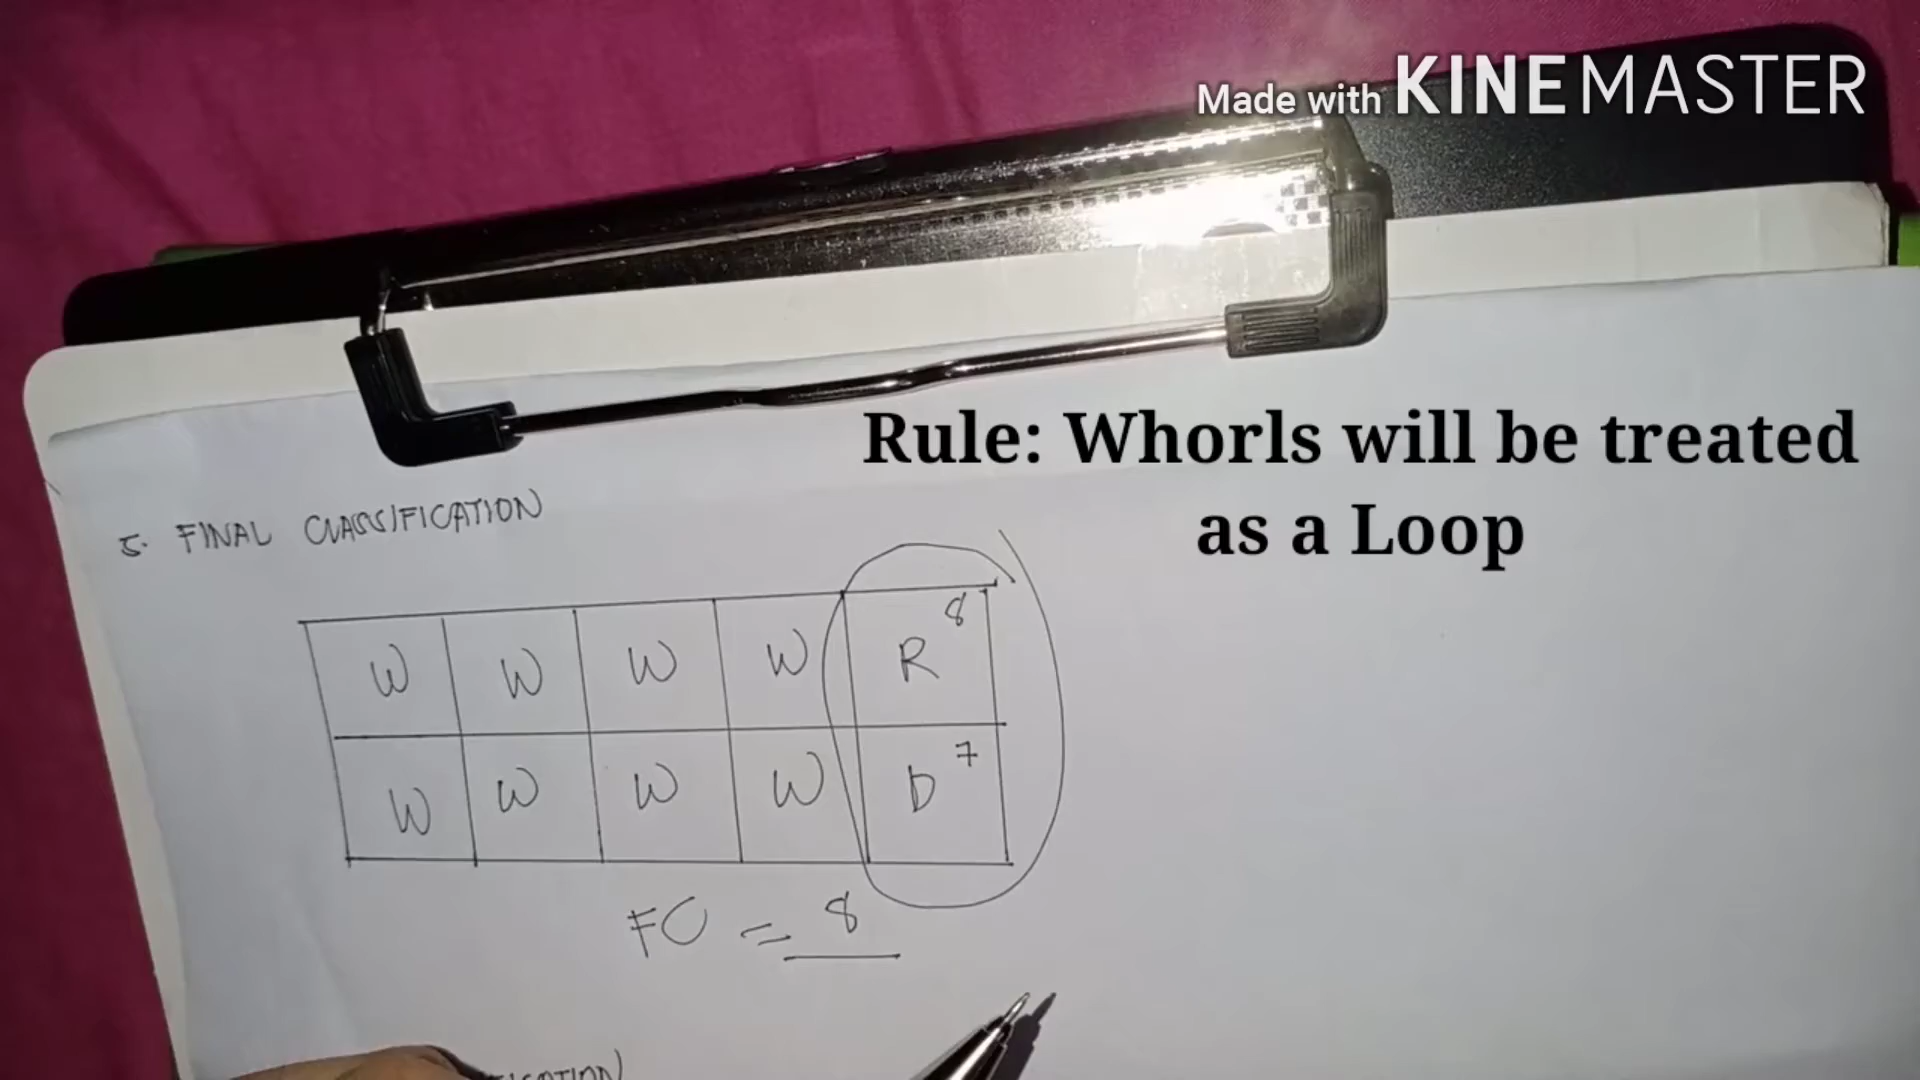 Made with KINEMASTER
Rule: Whorls will be treated
as a Loop
5. FINAL CLASSIFICATION
W W W W R 8
W W W W D 7
FC = 8